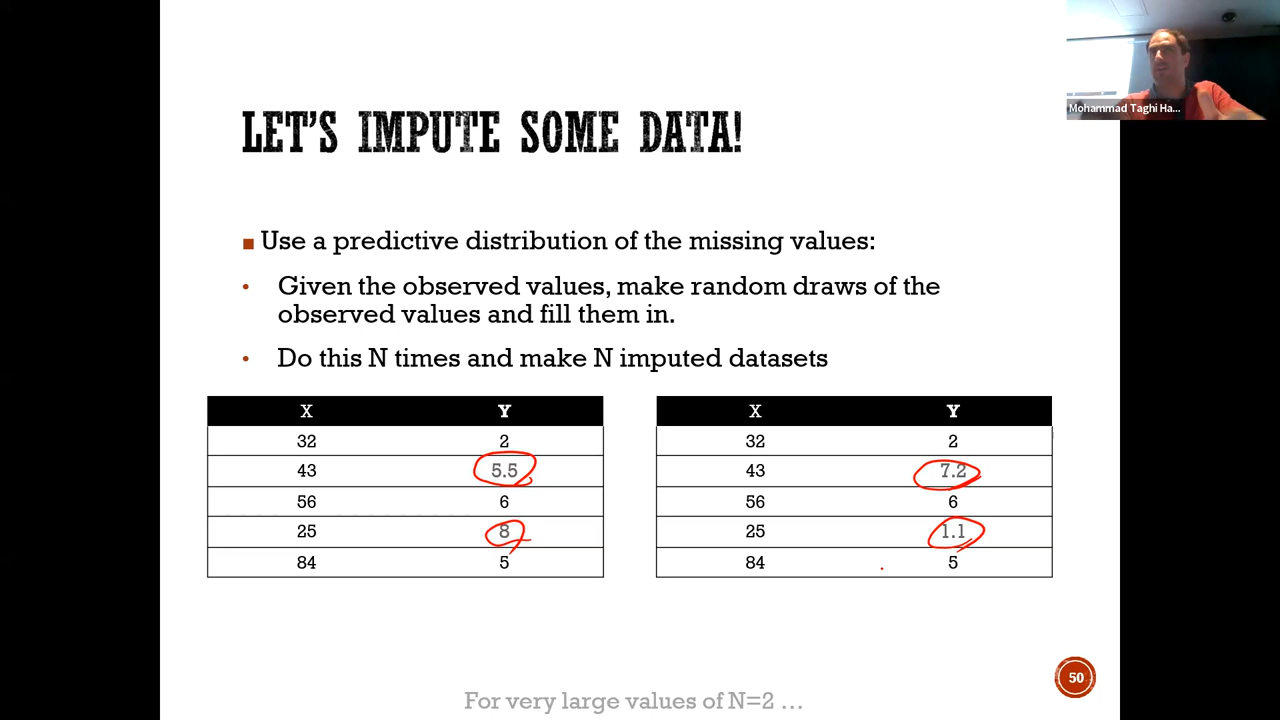 Mohammad Taghi Ha...
LET'S IMPUTE SOME DATA!
■ Use a predictive distribution of the missing values:
• Given the observed values, make random draws of the
observed values and fill them in.
• Do this N times and make N imputed datasets
X Y
32 2
43 5.5
56 6
25 8
84 5
X Y
32 2
43 7.2
56 6
25 1.1
84 5
50
For very large values of N=2 ...